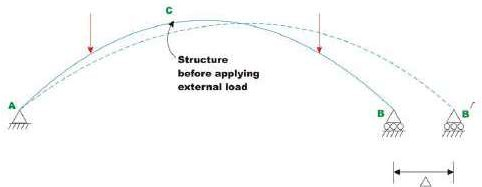 C
Structure
before applying
external load
A
B
B′
Δ